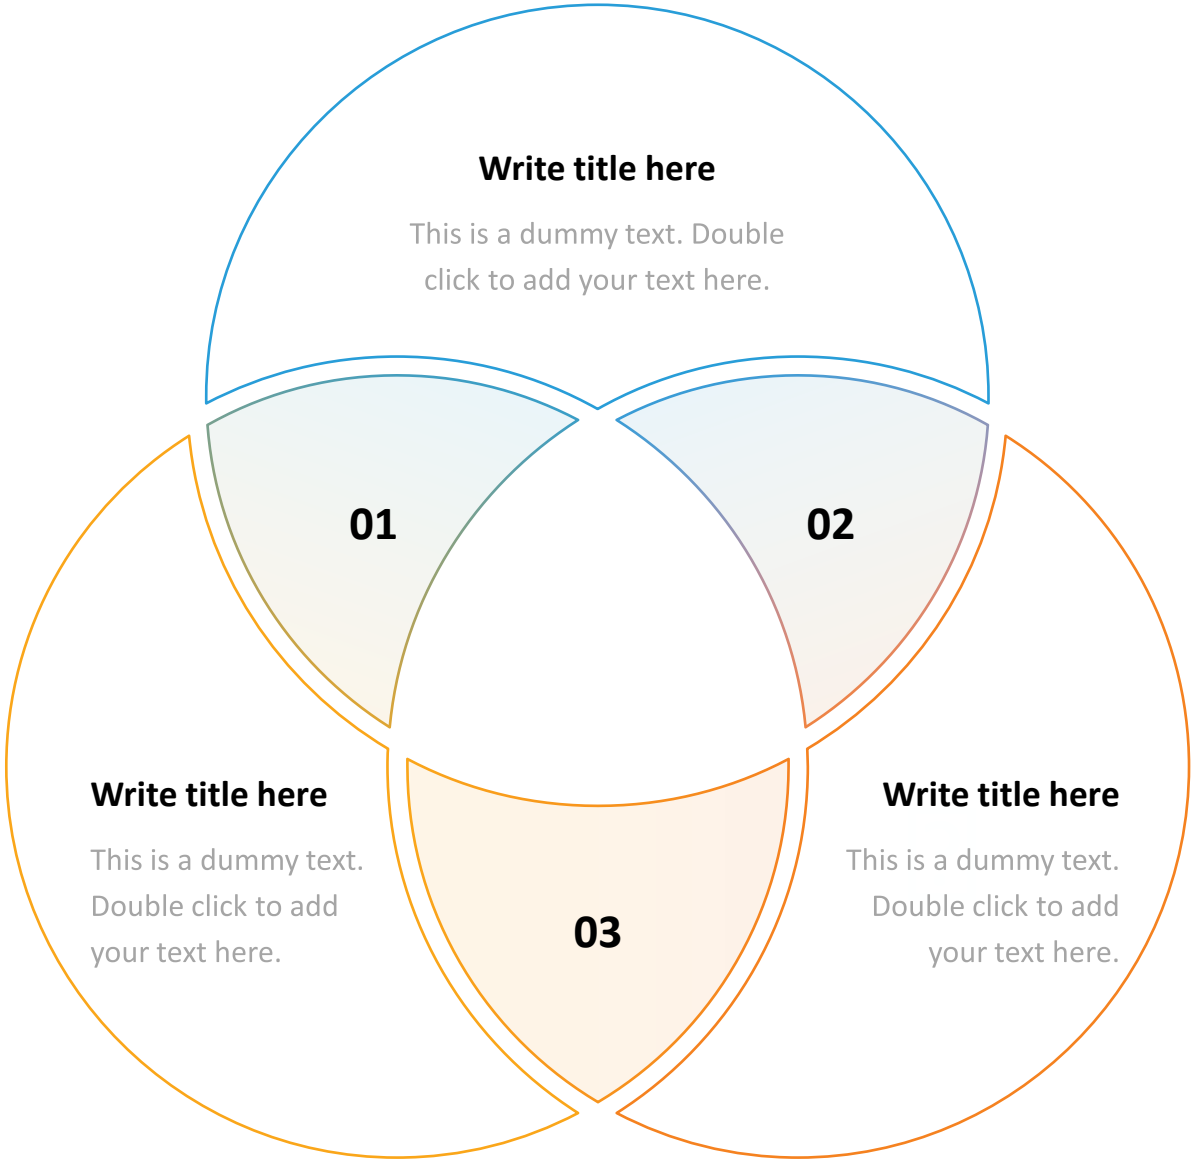 Write title here
This is a dummy text. Double
click to add your text here.
01
02
Write title here
This is a dummy text.
Double click to add
your text here.
Write title here
This is a dummy text.
Double click to add
your text here.
03